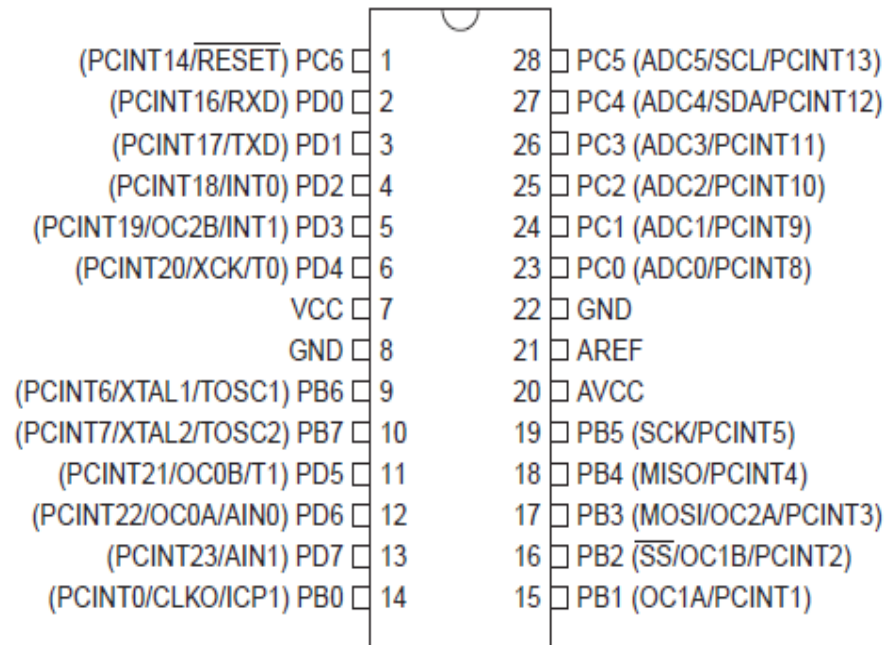 (PCINT14/RESET) PC6 1 28 PC5 (ADC5/SCL/PCINT13)
(PCINT16/RXD) PD0 2 27 PC4 (ADC4/SDA/PCINT12)
(PCINT17/TXD) PD1 3 26 PC3 (ADC3/PCINT11)
(PCINT18/INT0) PD2 4 25 PC2 (ADC2/PCINT10)
(PCINT19/OC2B/INT1) PD3 5 24 PC1 (ADC1/PCINT9)
(PCINT20/XCK/T0) PD4 6 23 PC0 (ADC0/PCINT8)
VCC 7 22 GND
GND 8 21 AREF
(PCINT6/XTAL1/TOSC1) PB6 9 20 AVCC
(PCINT7/XTAL2/TOSC2) PB7 10 19 PB5 (SCK/PCINT5)
(PCINT21/OC0B/T1) PD5 11 18 PB4 (MISO/PCINT4)
(PCINT22/OC0A/AIN0) PD6 12 17 PB3 (MOSI/OC2A/PCINT3)
(PCINT23/AIN1) PD7 13 16 PB2 (SS/OC1B/PCINT2)
(PCINT0/CLKO/ICP1) PB0 14 15 PB1 (OC1A/PCINT1)